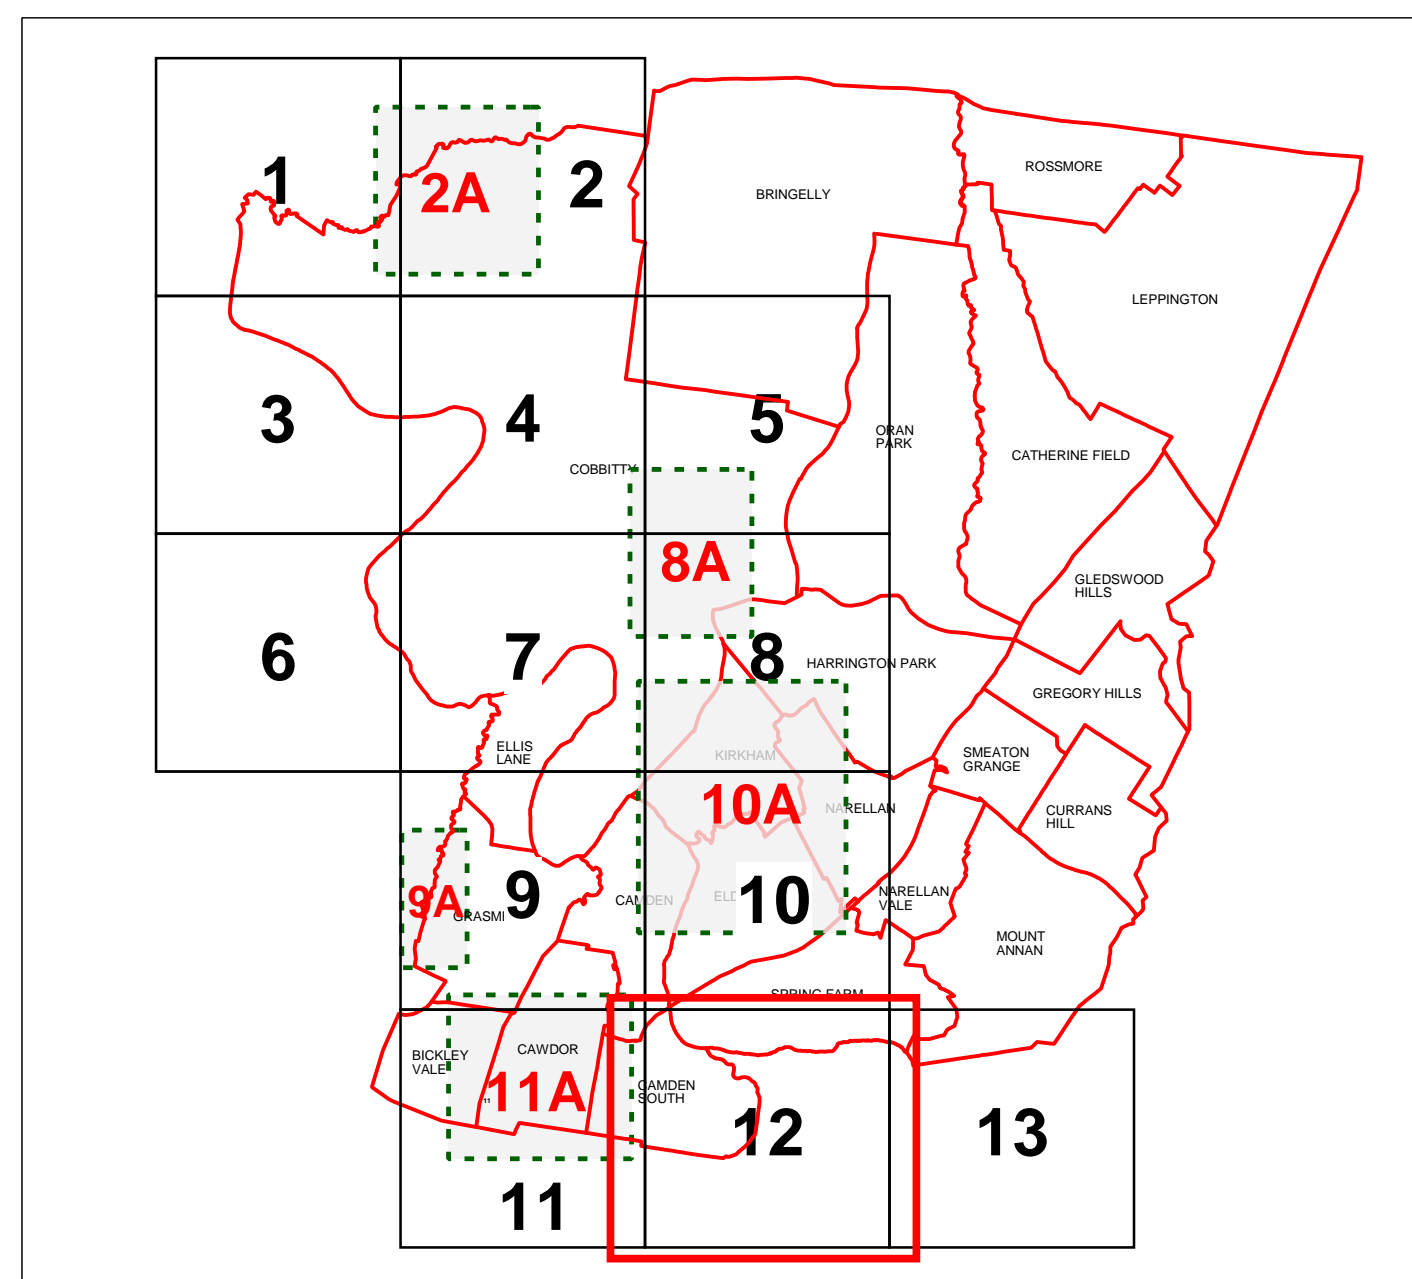 ROSSMORE
1
2A
2
BRINGELLY
LEPPINGTON
3
4
5
ORAN
PARK
CATHERINE FIELD
COBBITTY
8A
GLEDSWOOD
HILLS
6
7
8
HARRINGTON PARK
GREGORY HILLS
ELLIS
LANE
KIRKHAM
SMEATON
GRANGE
10A
NARELLAN
CURRANS
HILL
9A
GRASMI
9
CAMDEN
ELD
10
NARELLAN
VALE
MOUNT
ANNAN
SPRING FARM
BICKLEY
VALE
CAWDOR
11A
CAMDEN
SOUTH
12
13
11